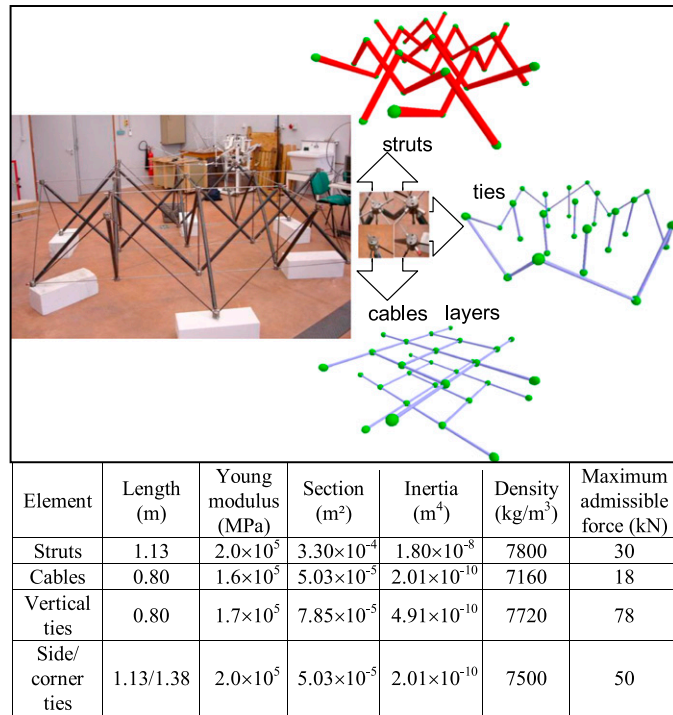 struts
ties
cables layers
Element Length (m) Young modulus (MPa) Section (m²) Inertia (m⁴) Density (kg/m³) Maximum admissible force (kN)
Struts 1.13 2.0×10⁵ 3.30×10⁻⁴ 1.80×10⁻⁸ 7800 30
Cables 0.80 1.6×10⁵ 5.03×10⁻⁵ 2.01×10⁻¹⁰ 7160 18
Vertical ties 0.80 1.7×10⁵ 7.85×10⁻⁵ 4.91×10⁻¹⁰ 7720 78
Side/ corner ties 1.13/1.38 2.0×10⁵ 5.03×10⁻⁵ 2.01×10⁻¹⁰ 7500 50